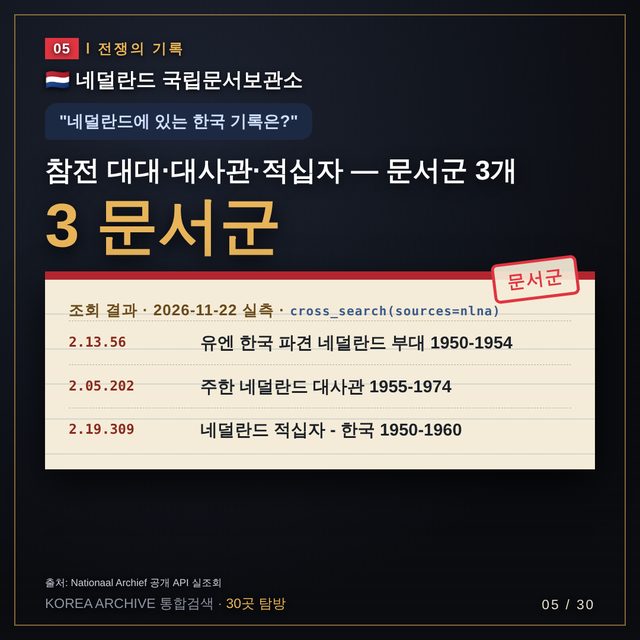 05 I 전쟁의 기록
🇳🇱 네덜란드 국립문서보관소
"네덜란드에 있는 한국 기록은?"
참전 대대·대사관·적십자 — 문서군 3개
3 문서군
문서군
조회 결과 · 2026-11-22 실측 · cross_search(sources=nlna)
2.13.56 유엔 한국 파견 네덜란드 부대 1950-1954
2.05.202 주한 네덜란드 대사관 1955-1974
2.19.309 네덜란드 적십자 - 한국 1950-1960
출처: Nationaal Archief 공개 API 실조회
KOREA ARCHIVE 통합검색 · 30곳 탐방
05 / 30